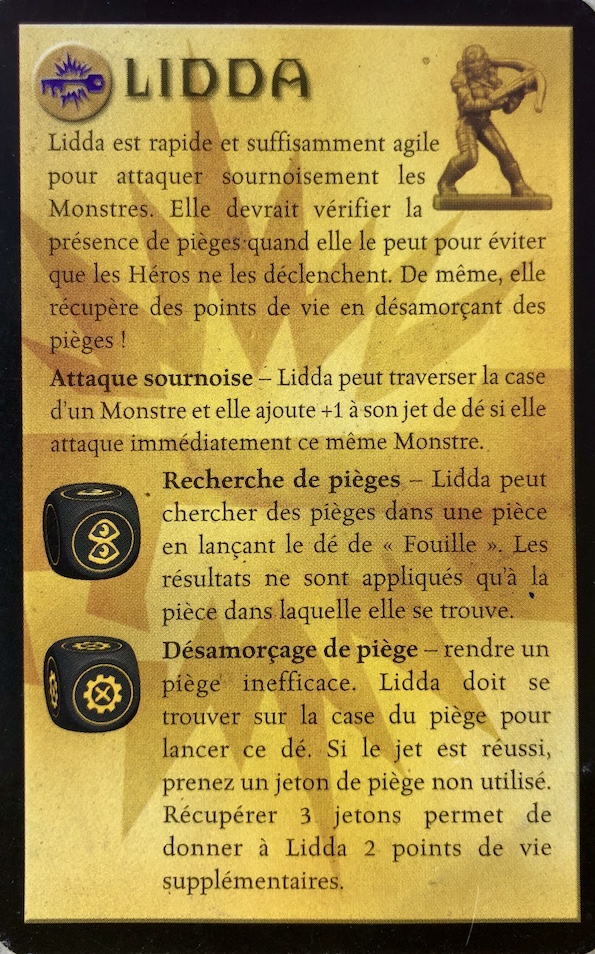 LIDDA
Lidda est rapide et suffisamment agile
pour attaquer sournoisement les
Monstres. Elle devrait vérifier la
présence de pièges quand elle le peut pour éviter
que les Héros ne les déclenchent. De même, elle
récupère des points de vie en désamorçant des
pièges !
Attaque sournoise – Lidda peut traverser la case
d'un Monstre et elle ajoute +1 à son jet de dé si elle
attaque immédiatement ce même Monstre.
Recherche de pièges – Lidda peut
chercher des pièges dans une pièce
en lançant le dé de « Fouille ». Les
résultats ne sont appliqués qu'à la
pièce dans laquelle elle se trouve.
Désamorçage de piège – rendre un
piège inefficace. Lidda doit se
trouver sur la case du piège pour
lancer ce dé. Si le jet est réussi,
prenez un jeton de piège non utilisé.
Récupérer 3 jetons permet de
donner à Lidda 2 points de vie
supplémentaires.